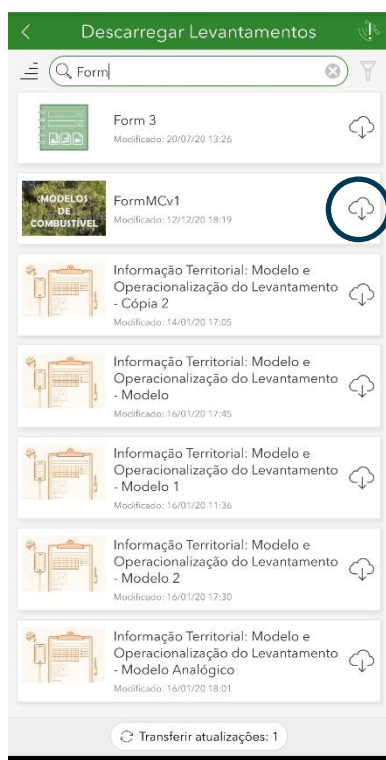 Descarregar Levantamentos
Form
Form 3
Modificado: 20/07/20 13:26
MODELOS
DE
COMBUSTÍVEL
FormMCv1
Modificado: 12/12/20 18:19
Informação Territorial: Modelo e
Operacionalização do Levantamento
- Cópia 2
Modificado: 14/01/20 17:05
Informação Territorial: Modelo e
Operacionalização do Levantamento
- Modelo
Modificado: 16/01/20 17:45
Informação Territorial: Modelo e
Operacionalização do Levantamento
- Modelo 1
Modificado: 16/01/20 11:36
Informação Territorial: Modelo e
Operacionalização do Levantamento
- Modelo 2
Modificado: 16/01/20 17:30
Informação Territorial: Modelo e
Operacionalização do Levantamento
- Modelo Analógico
Modificado: 16/01/20 18:01
Transferir atualizações: 1